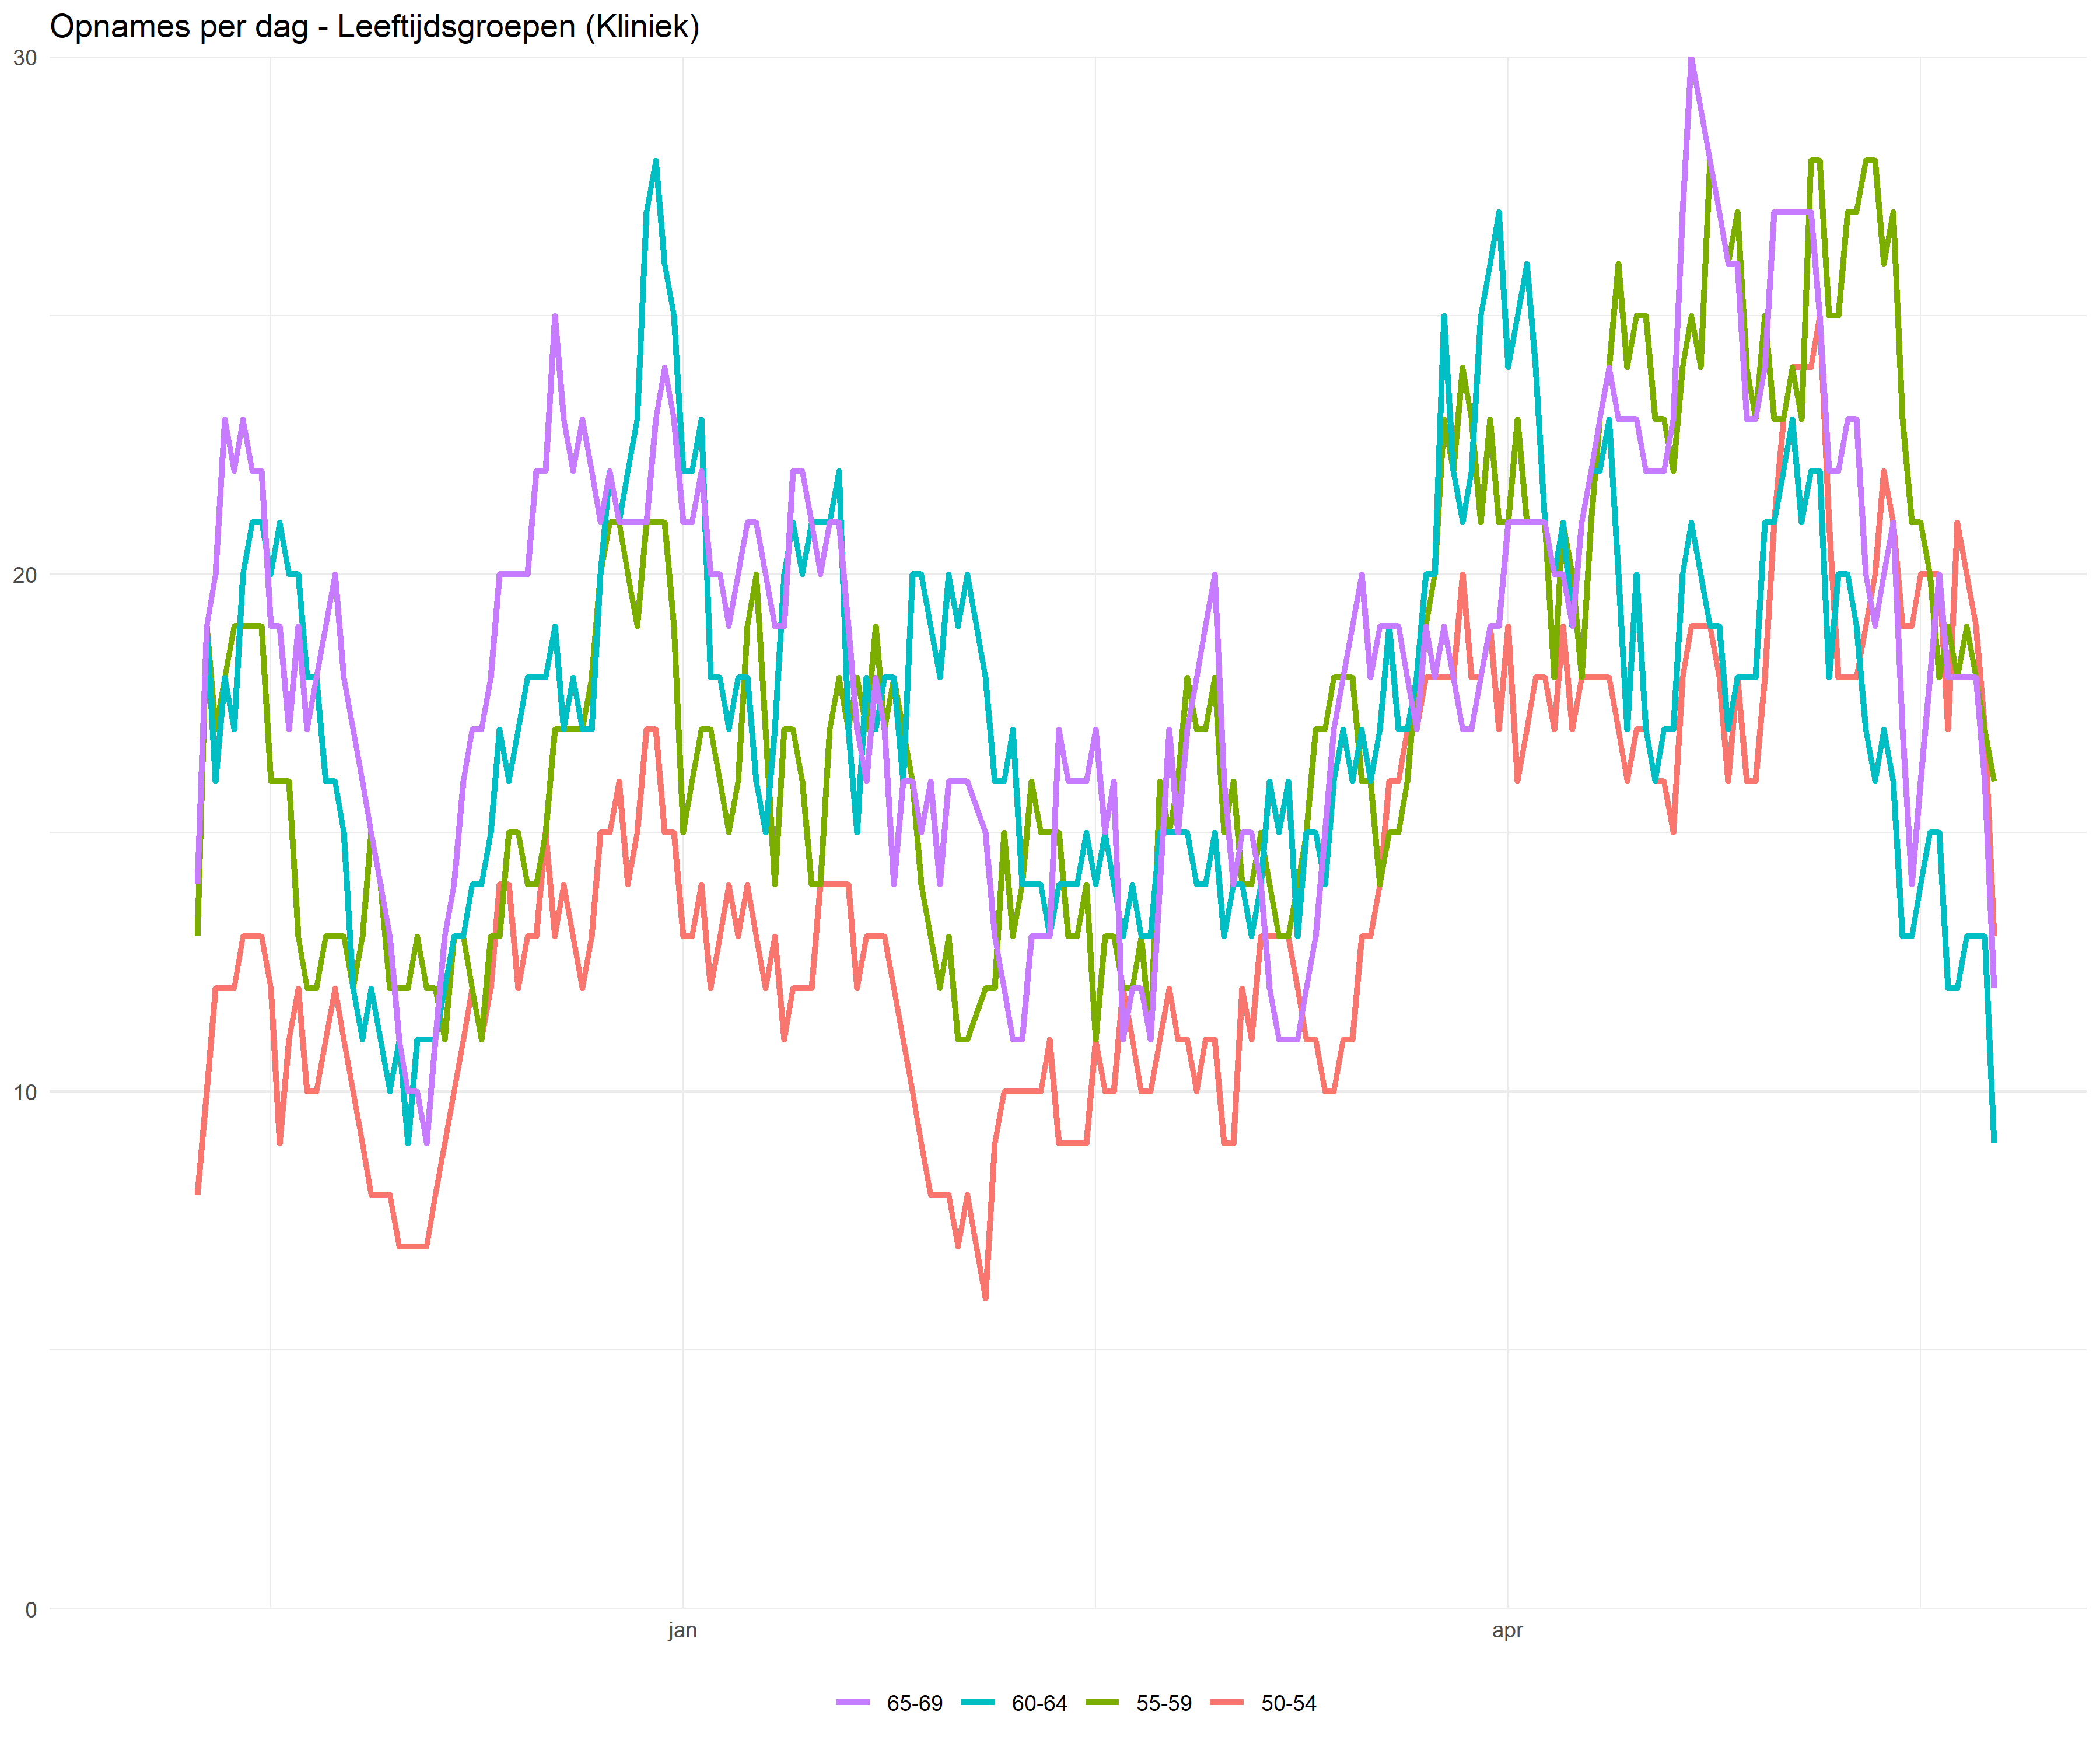 Opnames per dag - Leeftijdsgroepen (Kliniek)
30
20
10
0
jan apr
65-69 60-64 55-59 50-54